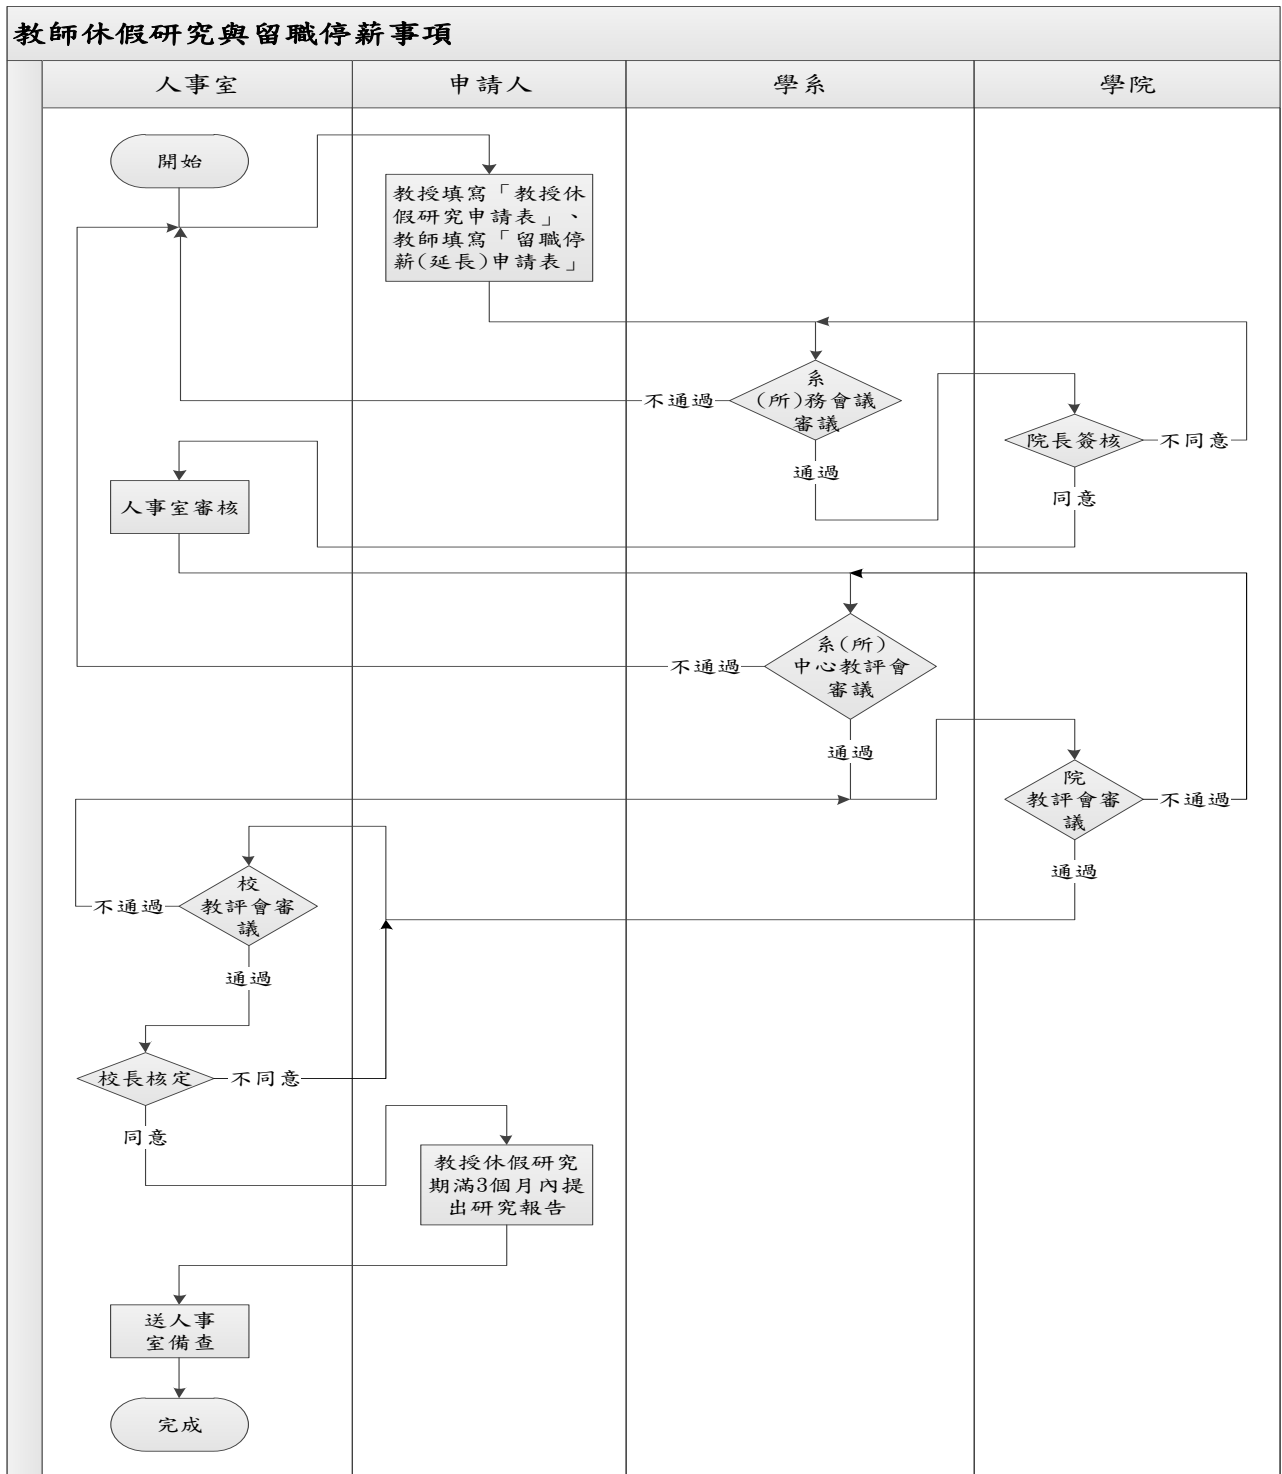 教師休假研究與留職停薪事項
人事室
申請人
學系
學院
開始
教授填寫「教授休
假研究申請表」、
教師填寫「留職停
薪(延長)申請表」
系
(所)務會議
審議
不通過
通過
院長簽核
不同意
同意
人事室審核
系(所)
中心教評會
審議
不通過
通過
院
教評會審
議
不通過
通過
校
教評會審
議
不通過
通過
校長核定
不同意
同意
教授休假研究
期滿3個月內提
出研究報告
送人事
室備查
完成